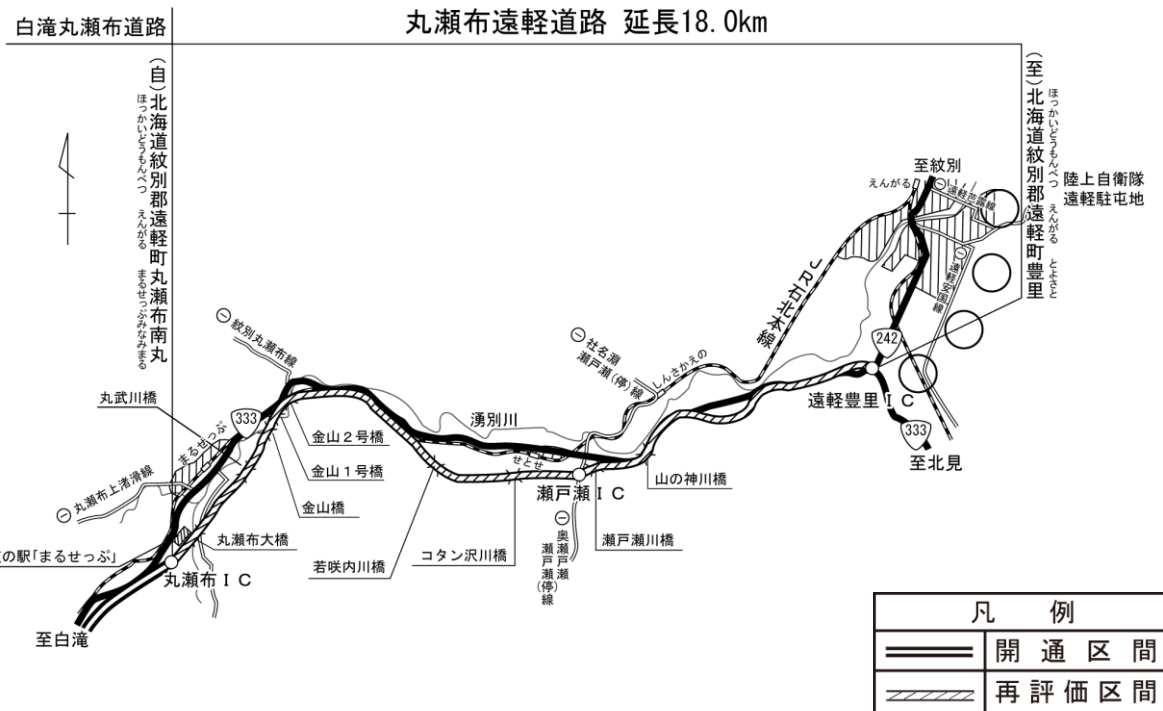 白滝丸瀬布道路
丸瀬布遠軽道路 延長18.0km
(自)北海道紋別郡遠軽町丸瀬布南丸
ほっかいどうもんべつ えんがる まるせっぷみなみまる
(至)北海道紋別郡遠軽町豊里
ほっかいどうもんべつ えんがる とよさと
陸上自衛隊
遠軽駐屯地
至紋別
えんがる
遠軽芭露線
遠軽安国線
JR石北本線
242
遠軽豊里IC
333
至北見
社名淵
瀬戸瀬(停)線
しんさかえの
紋別丸瀬布線
湧別川
丸武川橋
333
まるせっぷ
金山2号橋
金山1号橋
金山橋
せとせ
瀬戸瀬IC
山の神川橋
丸瀬布上渚滑線
丸瀬布大橋
若咲内川橋
コタン沢川橋
奥瀬戸瀬
瀬戸瀬(停)線
瀬戸瀬川橋
の駅「まるせっぷ」
丸瀬布IC
至白滝
凡例
開通区間
再評価区間